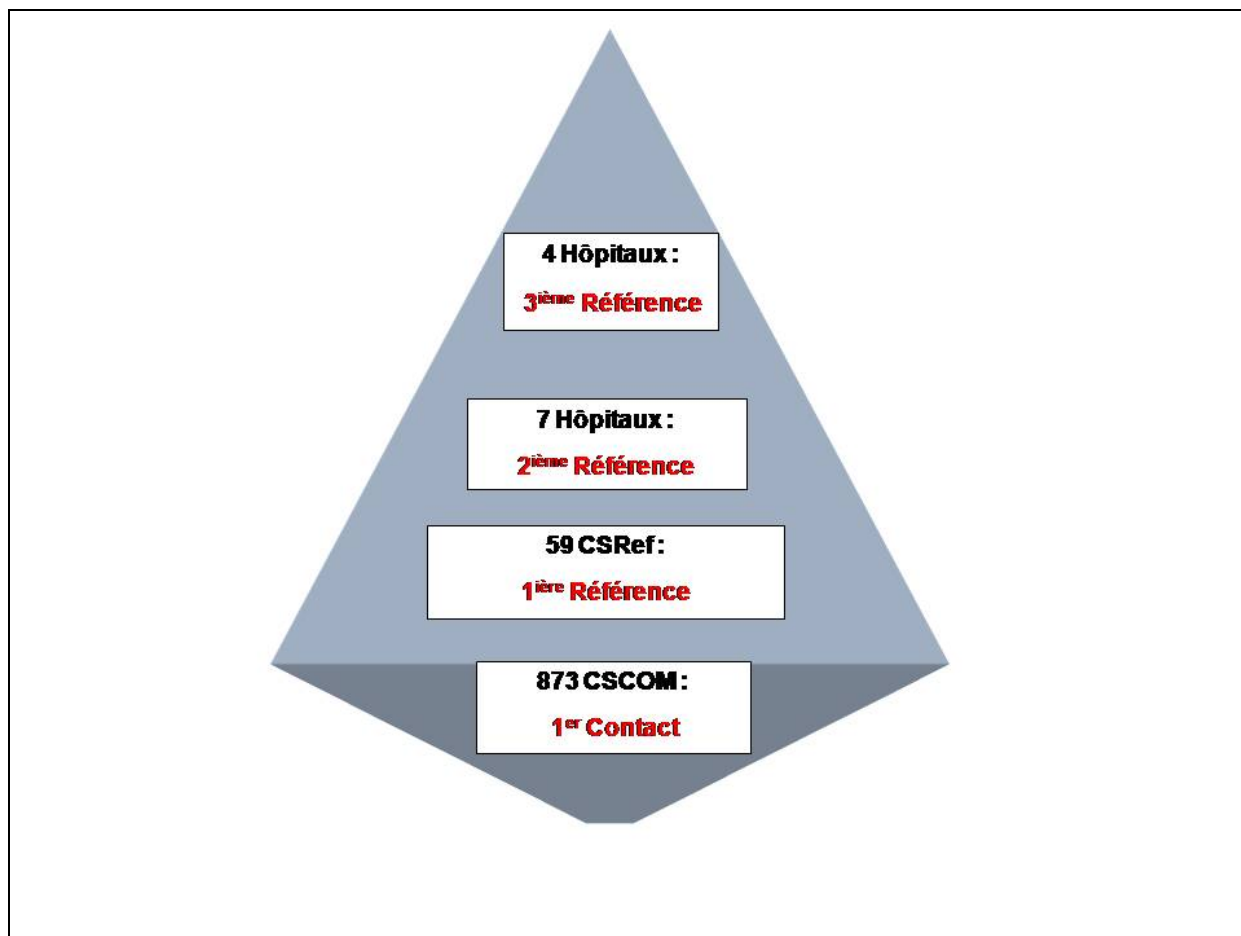 4 Hôpitaux :
3ième Référence
7 Hôpitaux :
2ième Référence
59 CSRef :
1ière Référence
873 CSCOM :
1er Contact